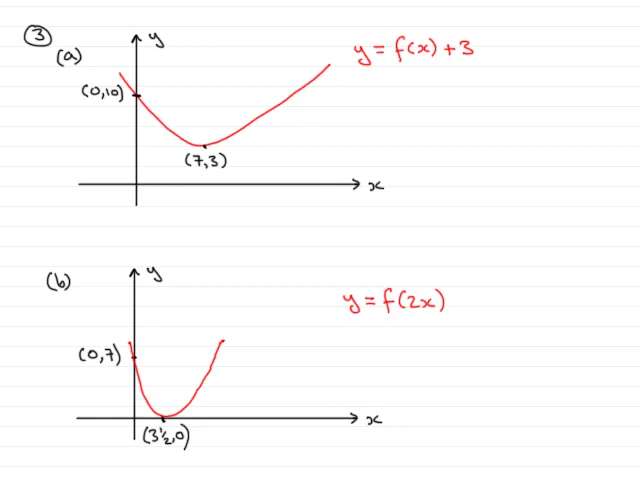 3
(a)
y
y = f(x) + 3
(0,10)
(7,3)
x
(b)
y
y = f(2x)
(0,7)
x
(3½,0)